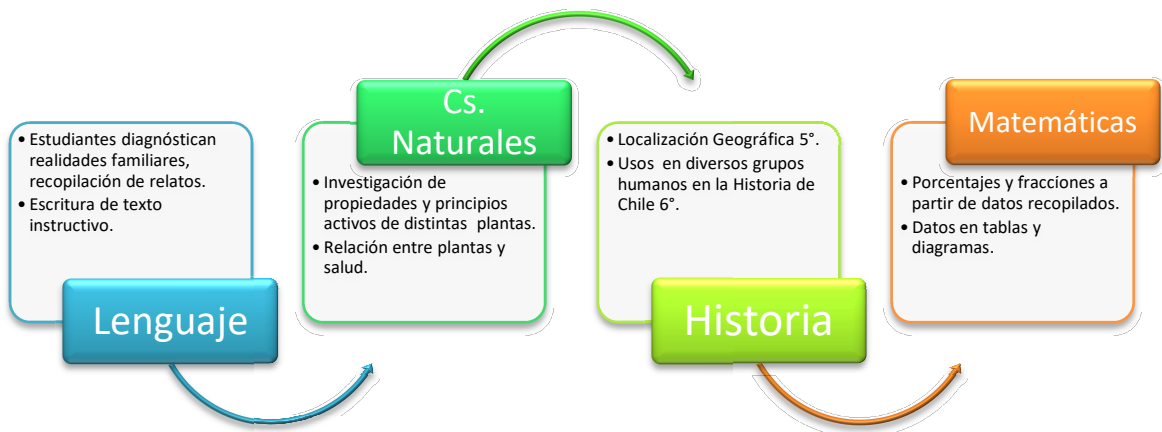 • Estudiantes diagnóstican
realidades familiares,
recopilación de relatos.
• Escritura de texto
instructivo.
Lenguaje
Cs.
Naturales
• Investigación de
propiedades y principios
activos de distintas plantas.
• Relación entre plantas y
salud.
• Localización Geográfica 5°.
• Usos en diversos grupos
humanos en la Historia de
Chile 6°.
Historia
Matemáticas
• Porcentajes y fracciones a
partir de datos recopilados.
• Datos en tablas y
diagramas.